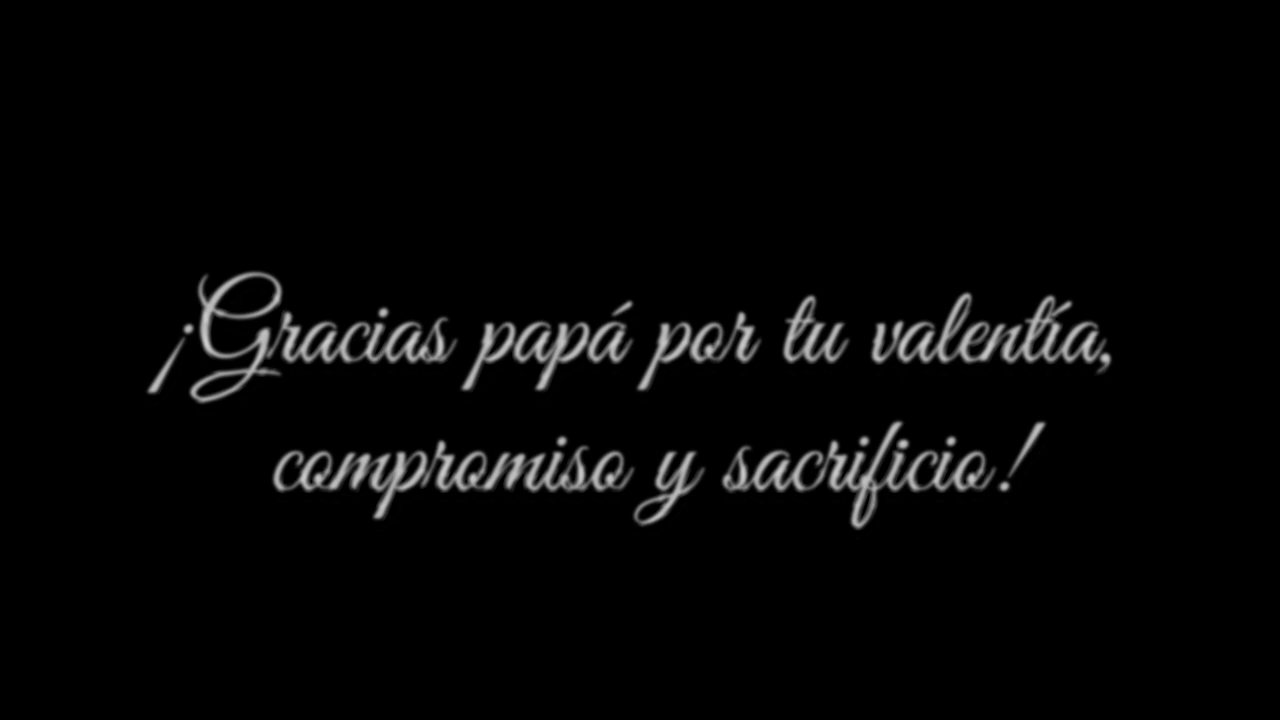 ¡Gracias papá por tu valentía,
compromiso y sacrificio!